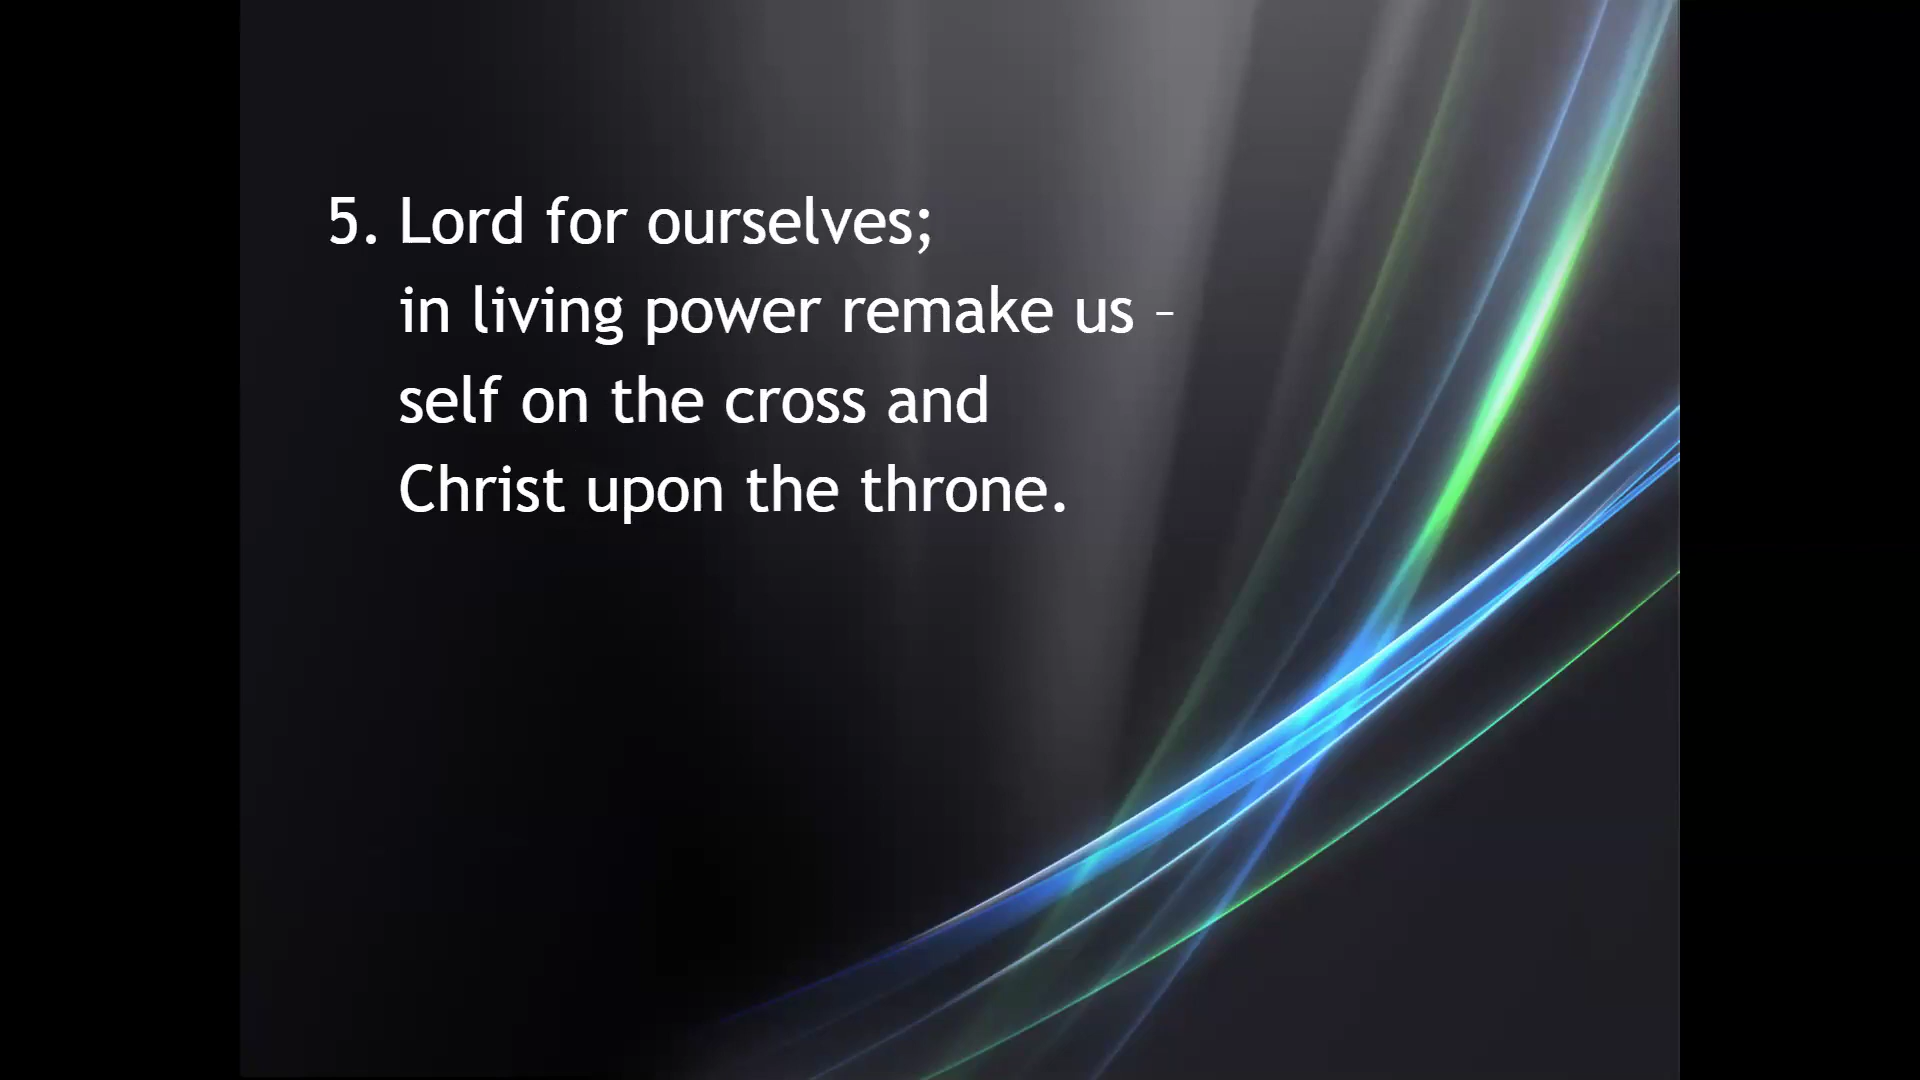 5. Lord for ourselves;
in living power remake us –
self on the cross and
Christ upon the throne.